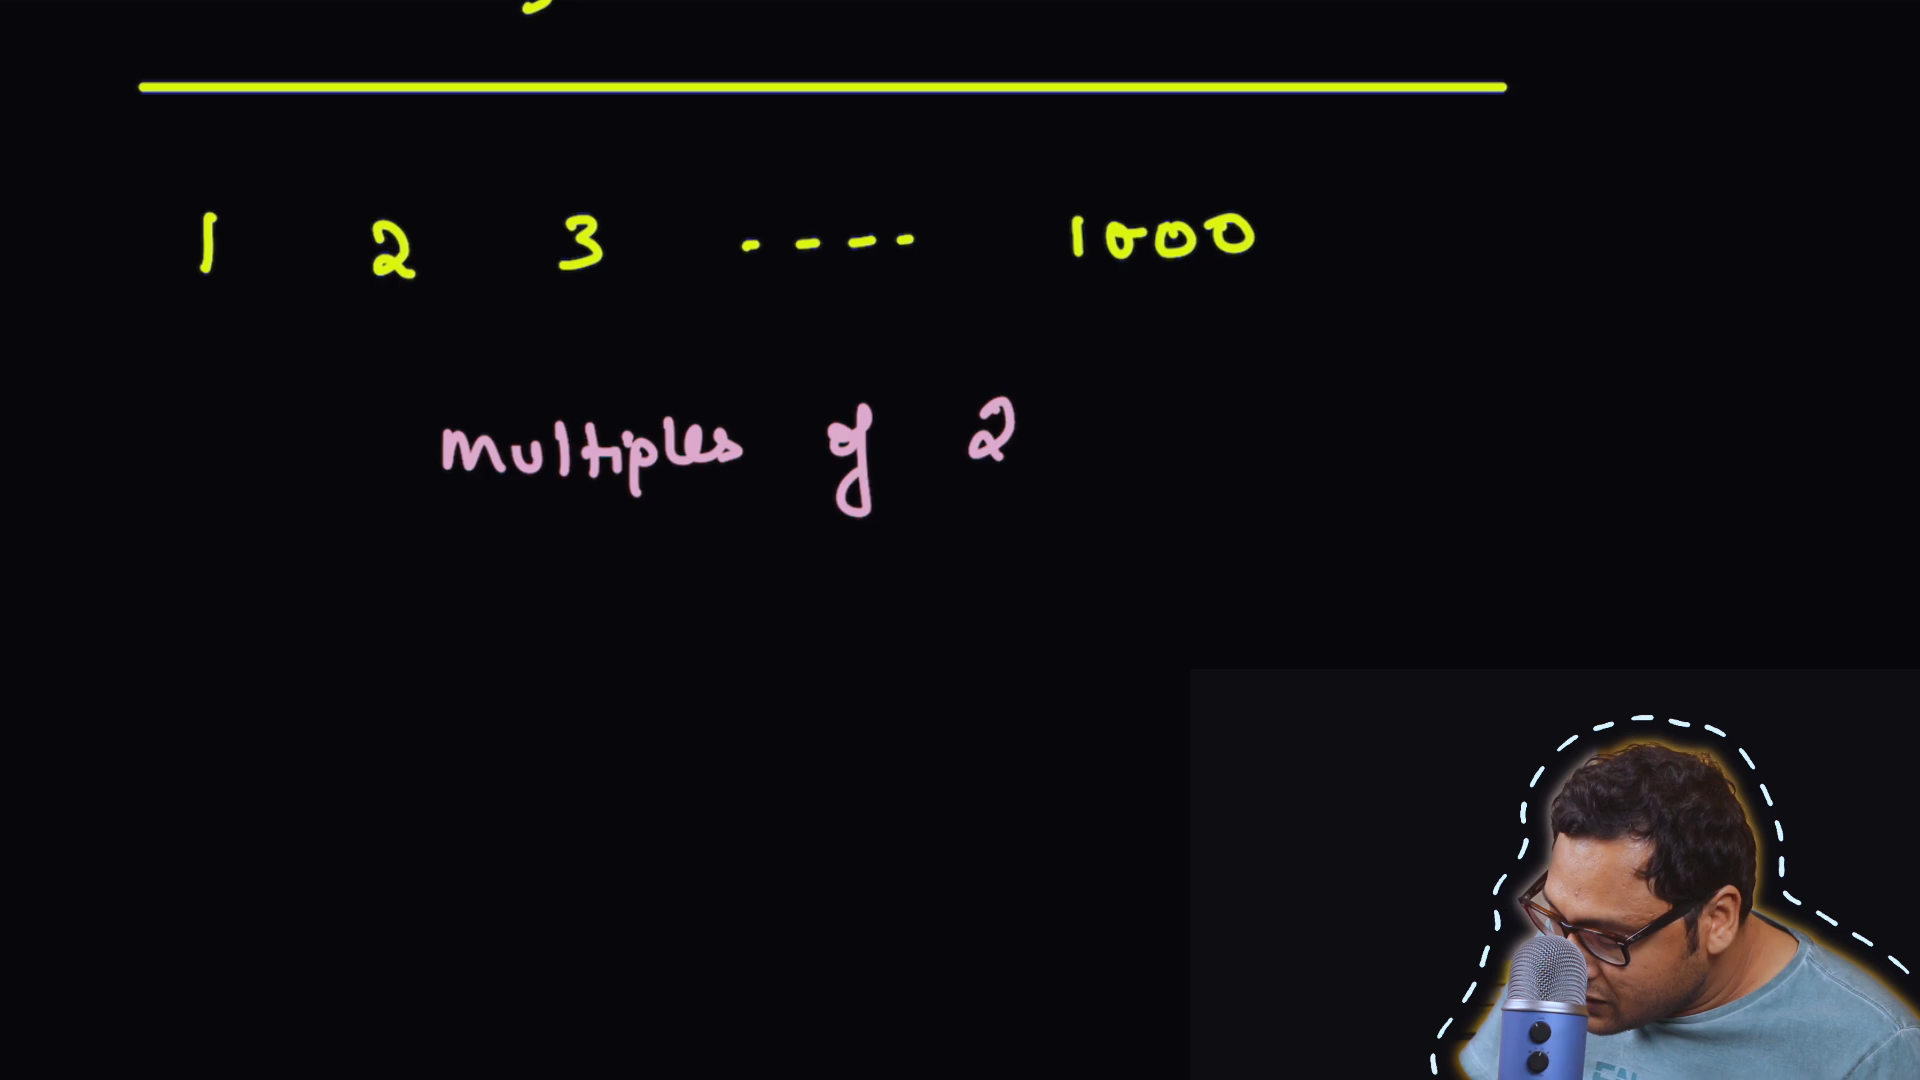 1 2 3 ---- 1000
multiples of 2